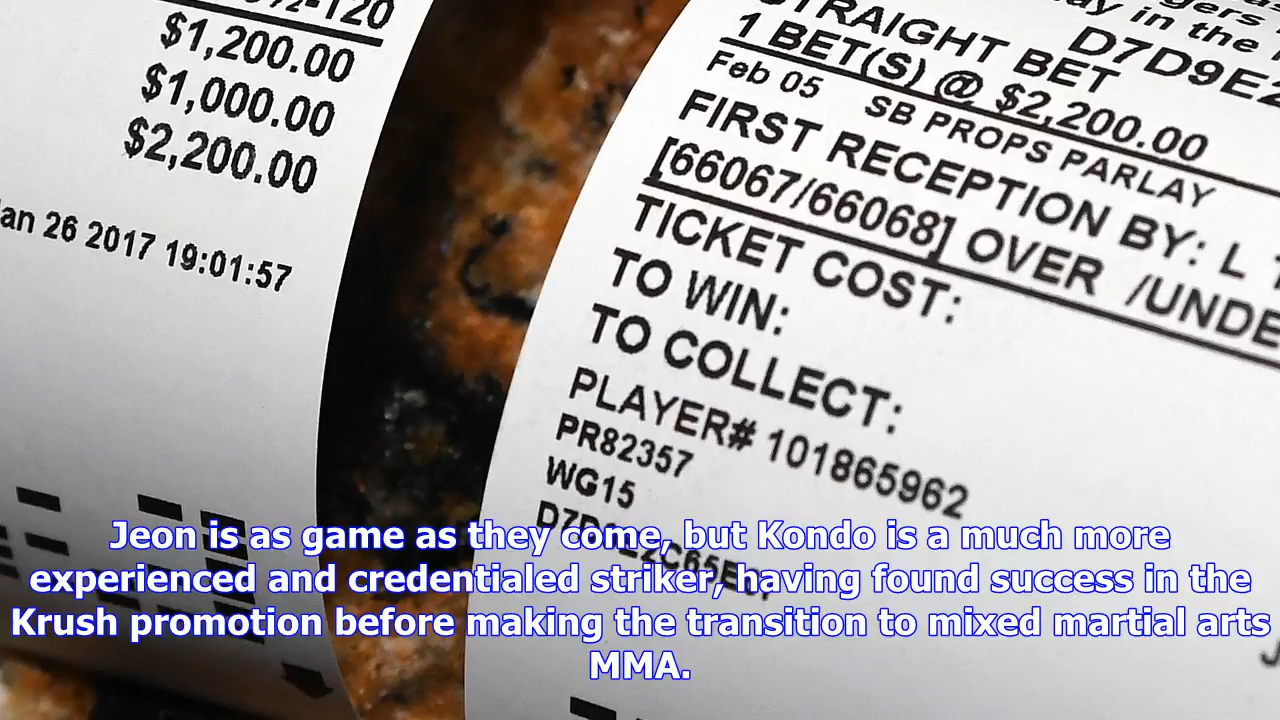 $1,200.00
$1,000.00
$2,200.00
26 2017 19:01:57
in the
STRAIGHT BET
1 BET(S) @ $2,200.00
Feb 05 SB PROPS PARLAY
FIRST RECEPTION BY: L
[66067/66068] OVER
TICKET COST:
TO WIN:
TO COLLECT:
PLAYER# 101865962
PR82357
WG15
Jeon is as game as they come, but Kondo is a much more
experienced and credentialed striker, having found success in the
Krush promotion before making the transition to mixed martial arts
MMA.